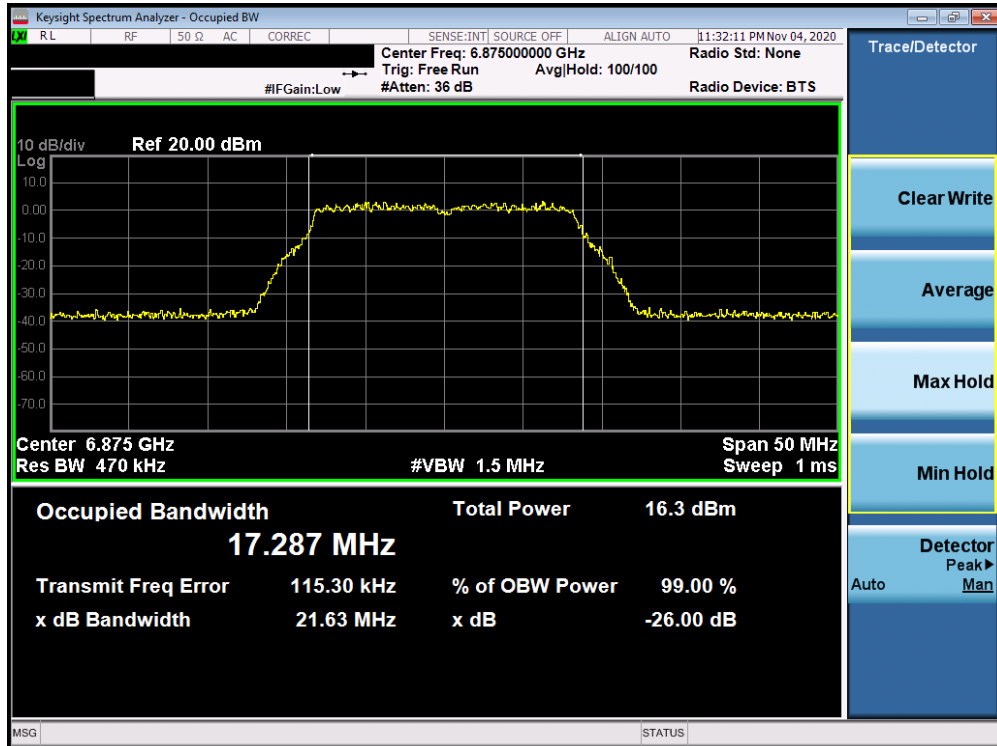 Keysight Spectrum Analyzer - Occupied BW
LXI RL RF 50 Ω AC CORREC SENSE:INT SOURCE OFF ALIGN AUTO 11:32:11 PM Nov 04, 2020
Center Freq: 6.875000000 GHz Radio Std: None
Trig: Free Run Avg|Hold: 100/100
#IFGain:Low #Atten: 36 dB Radio Device: BTS
10 dB/div Ref 20.00 dBm
Log
10.0
0.00
-10.0
-20.0
-30.0
-40.0
-50.0
-60.0
-70.0
Center 6.875 GHz Span 50 MHz
Res BW 470 kHz #VBW 1.5 MHz Sweep 1 ms
Occupied Bandwidth Total Power 16.3 dBm
17.287 MHz
Transmit Freq Error 115.30 kHz % of OBW Power 99.00 %
x dB Bandwidth 21.63 MHz x dB -26.00 dB
MSG STATUS
Trace/Detector
Clear Write
Average
Max Hold
Min Hold
Detector
Peak▶
Auto Man